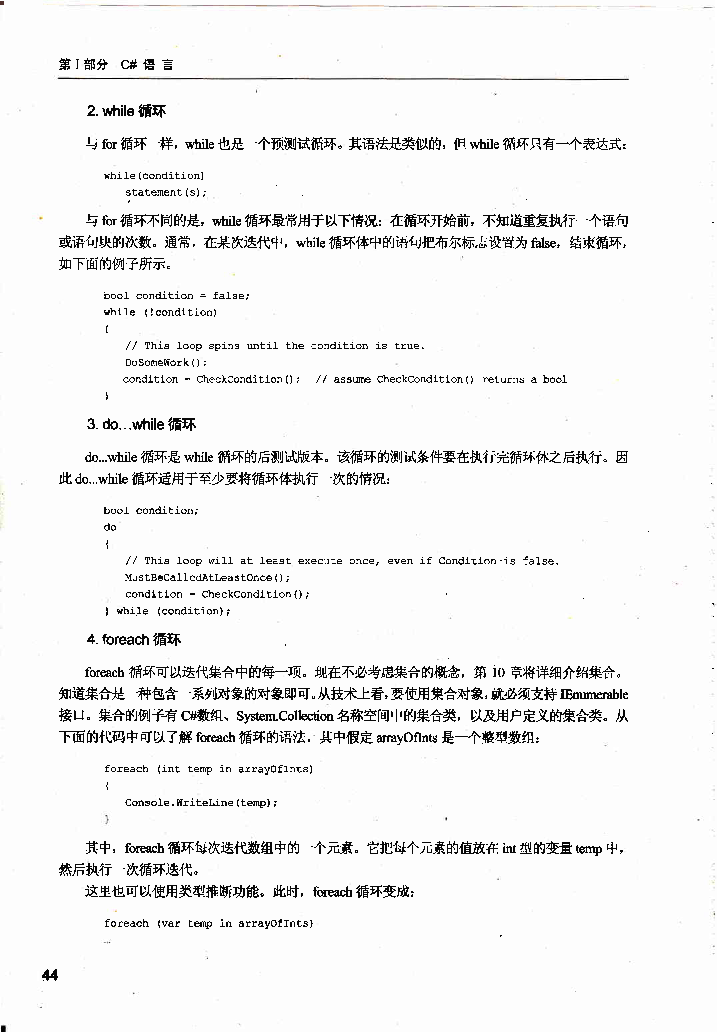 第 I 部分 C# 语 言
2. while 循环
与 for 循环一样，while 也是一个预测试循环。其语法是类似的，但 while 循环只有一个表达式：
while(condition)
statement(s);
与 for 循环不同的是，while 循环最常用于以下情况：在循环开始前，不知道重复执行一个语句
或语句块的次数。通常，在某次迭代中，while 循环体中的语句把布尔标志设置为 false，结束循环，
如下面的例子所示。
bool condition = false;
while (!condition)
{
// This loop spins until the condition is true.
DoSomeWork();
condition = CheckCondition(); // assume CheckCondition() returns a bool
}
3. do…while 循环
do...while 循环是 while 循环的后测试版本。该循环的测试条件要在执行完循环体之后执行。因
此 do...while 循环适用于至少要将循环体执行一次的情况：
bool condition;
do
{
// This loop will at least execute once, even if Condition is false.
MustBeCalledAtLeastOnce();
condition = CheckCondition();
} while (condition);
4. foreach 循环
foreach 循环可以迭代集合中的每一项。现在不必考虑集合的概念，第 10 章将详细介绍集合。
知道集合是一种包含一系列对象的对象即可。从技术上看，要使用集合对象，就必须支持 IEnumerable
接口。集合的例子有 C#数组、System.Collection 名称空间中的集合类，以及用户定义的集合类。从
下面的代码中可以了解 foreach 循环的语法，其中假定 arrayOfInts 是一个整型数组：
foreach (int temp in arrayOfInts)
{
Console.WriteLine(temp);
}
其中，foreach 循环每次迭代数组中的一个元素。它把每个元素的值放在 int 型的变量 temp 中，
然后执行一次循环迭代。
这里也可以使用类型推断功能。此时，foreach 循环变成：
foreach (var temp in arrayOfInts)
...
44